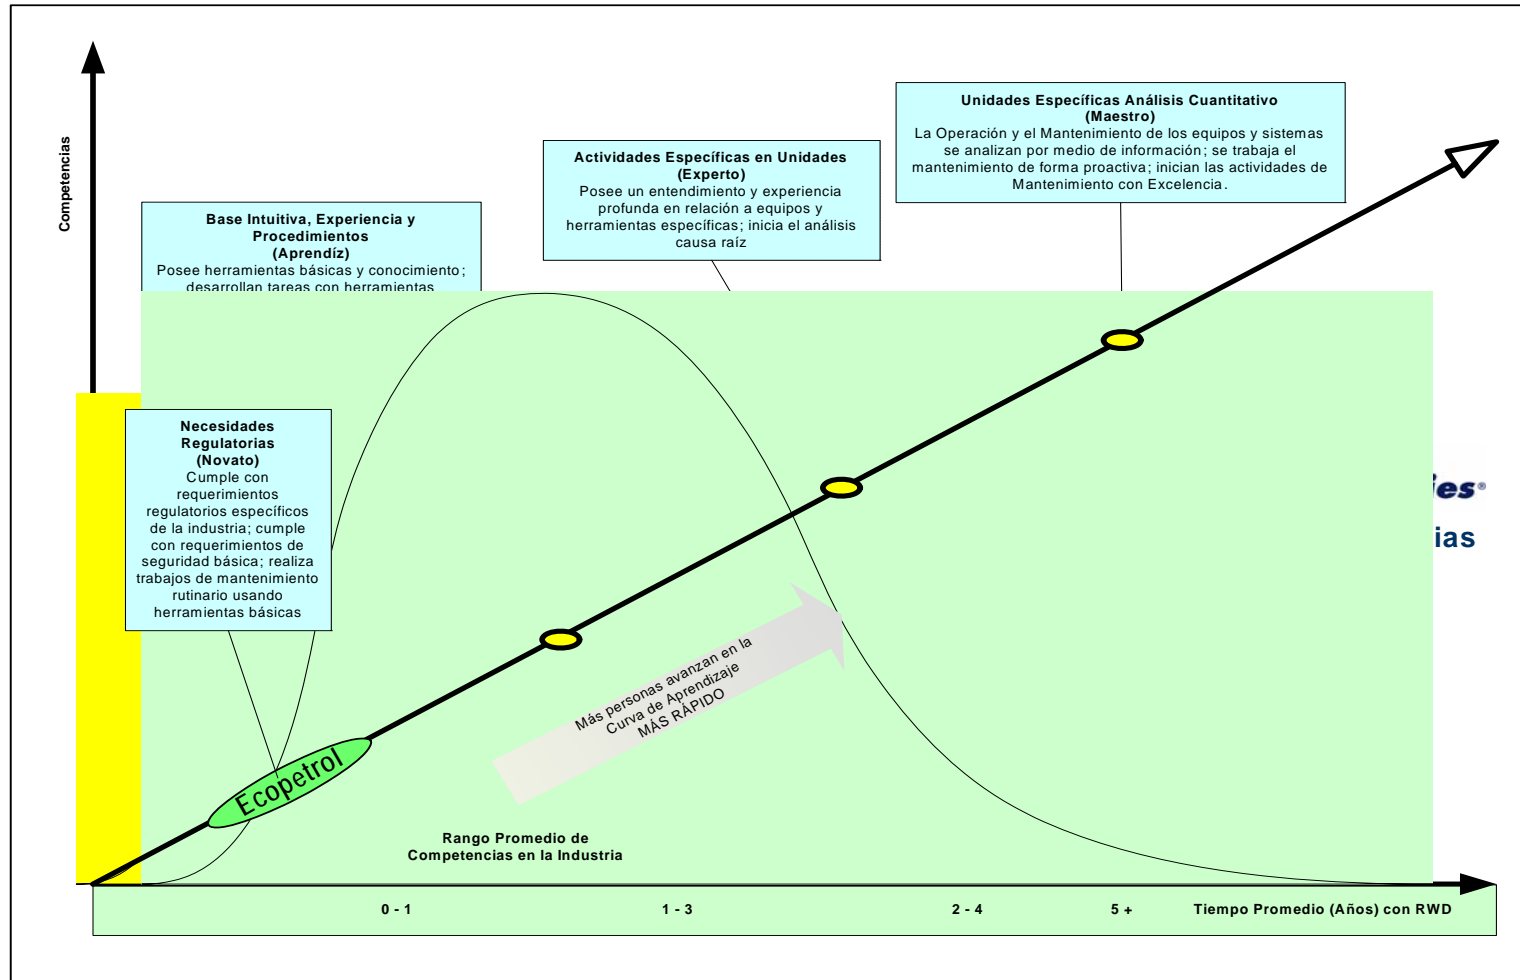 Competencias
Unidades Específicas Análisis Cuantitativo
(Maestro)
La Operación y el Mantenimiento de los equipos y sistemas
se analizan por medio de información; se trabaja el
mantenimiento de forma proactiva; inician las actividades de
Mantenimiento con Excelencia.
Actividades Específicas en Unidades
(Experto)
Posee un entendimiento y experiencia
profunda en relación a equipos y
herramientas específicas; inicia el análisis
causa raíz
Base Intuitiva, Experiencia y
Procedimientos
(Aprendíz)
Posee herramientas básicas y conocimiento;
desarrollan tareas con herramientas
Necesidades
Regulatorias
(Novato)
Cumple con
requerimientos
regulatorios específicos
de la industria; cumple
con requerimientos de
seguridad básica; realiza
trabajos de mantenimiento
rutinario usando
herramientas básicas
ies®
ias
Más personas avanzan en la
Curva de Aprendizaje
MÁS RÁPIDO
Ecopetrol
Rango Promedio de
Competencias en la Industria
0 - 1
1 - 3
2 - 4
5 +
Tiempo Promedio (Años) con RWD